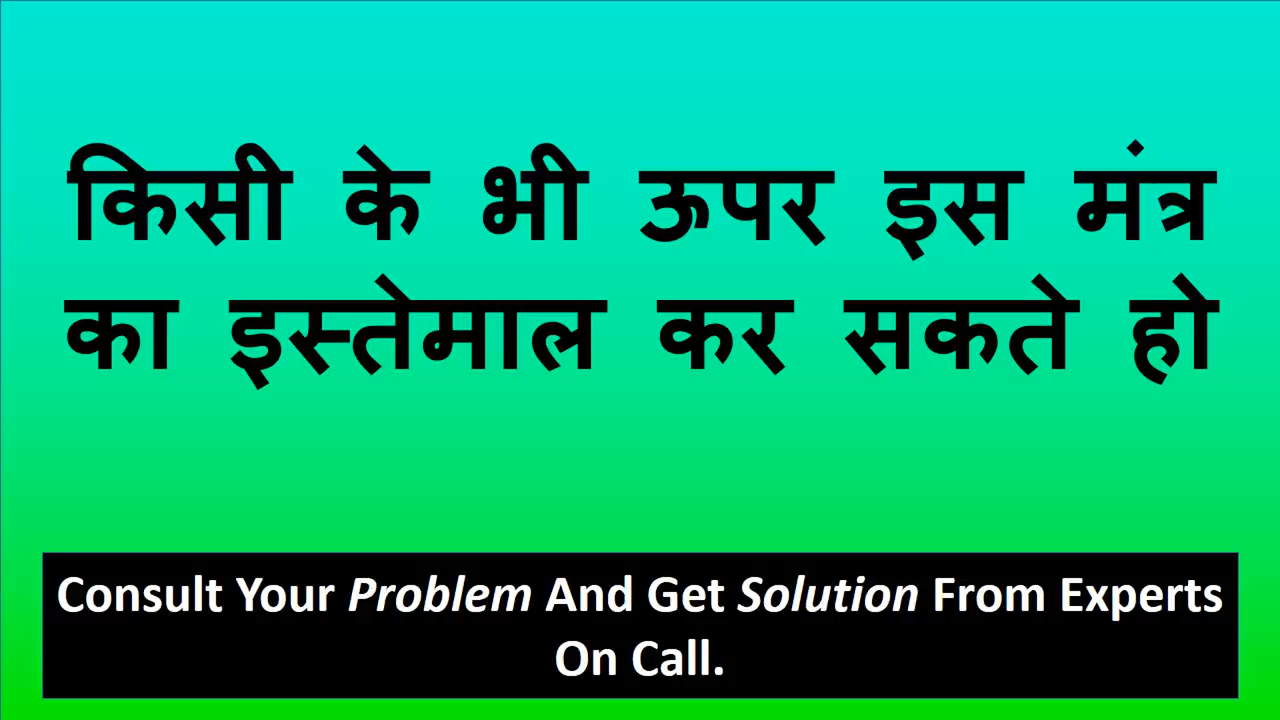 किसी के भी ऊपर इस मंत्र
का इस्तेमाल कर सकते हो
Consult Your Problem And Get Solution From Experts
On Call.